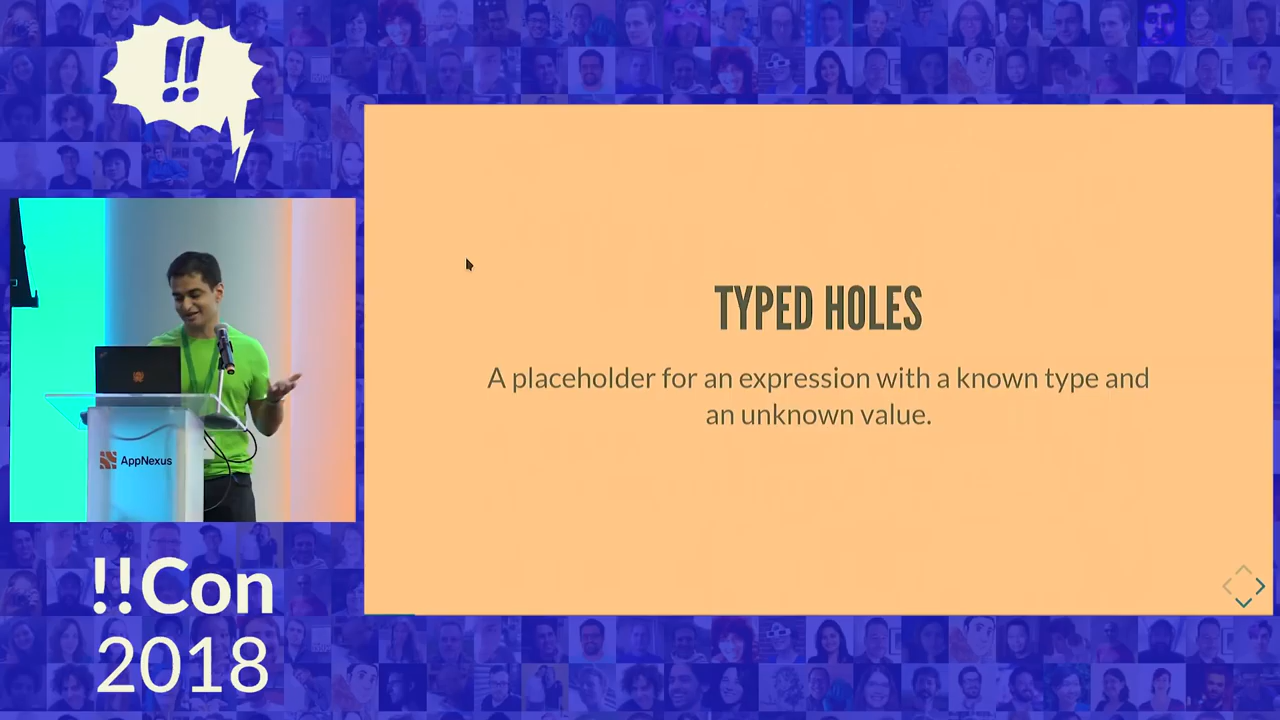 !!
TYPED HOLES
A placeholder for an expression with a known type and
an unknown value.
AppNexus
!!Con
2018